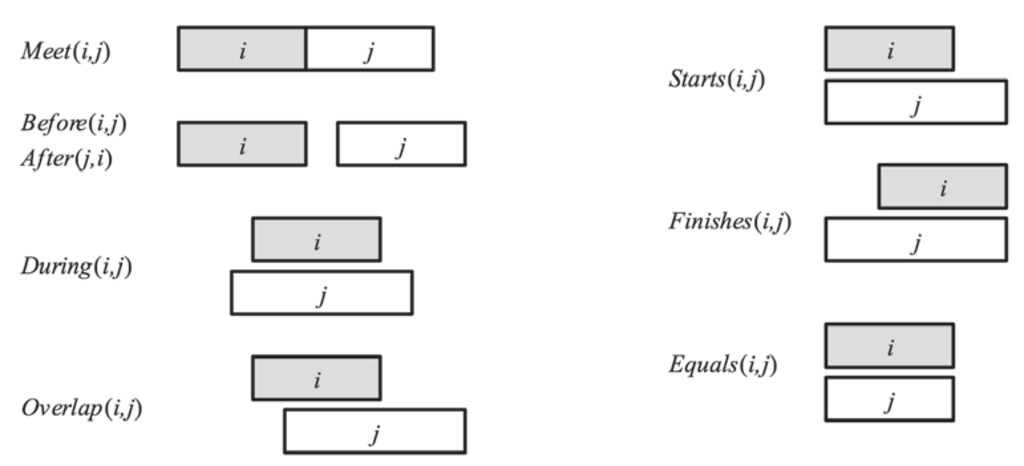 Meet(i,j)
i
j
Before(i,j)
After(j,i)
i
j
During(i,j)
i
j
Overlap(i,j)
i
j
Starts(i,j)
i
j
Finishes(i,j)
i
j
Equals(i,j)
i
j